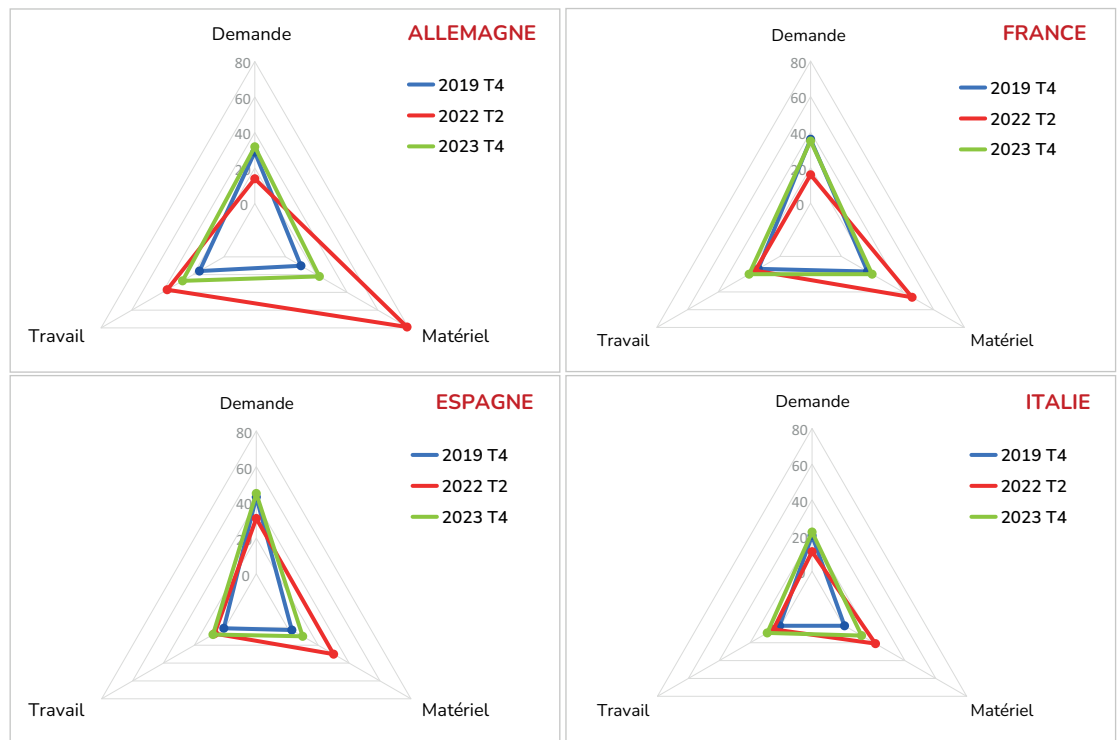 ALLEMAGNE
Demande
80
60
40
20
0
Travail
Matériel
2019 T4
2022 T2
2023 T4
FRANCE
Demande
80
60
40
20
0
Travail
Matériel
2019 T4
2022 T2
2023 T4
ESPAGNE
Demande
80
60
40
0
Travail
Matériel
2019 T4
2022 T2
2023 T4
ITALIE
Demande
80
60
40
20
Travail
Matériel
2019 T4
2022 T2
2023 T4